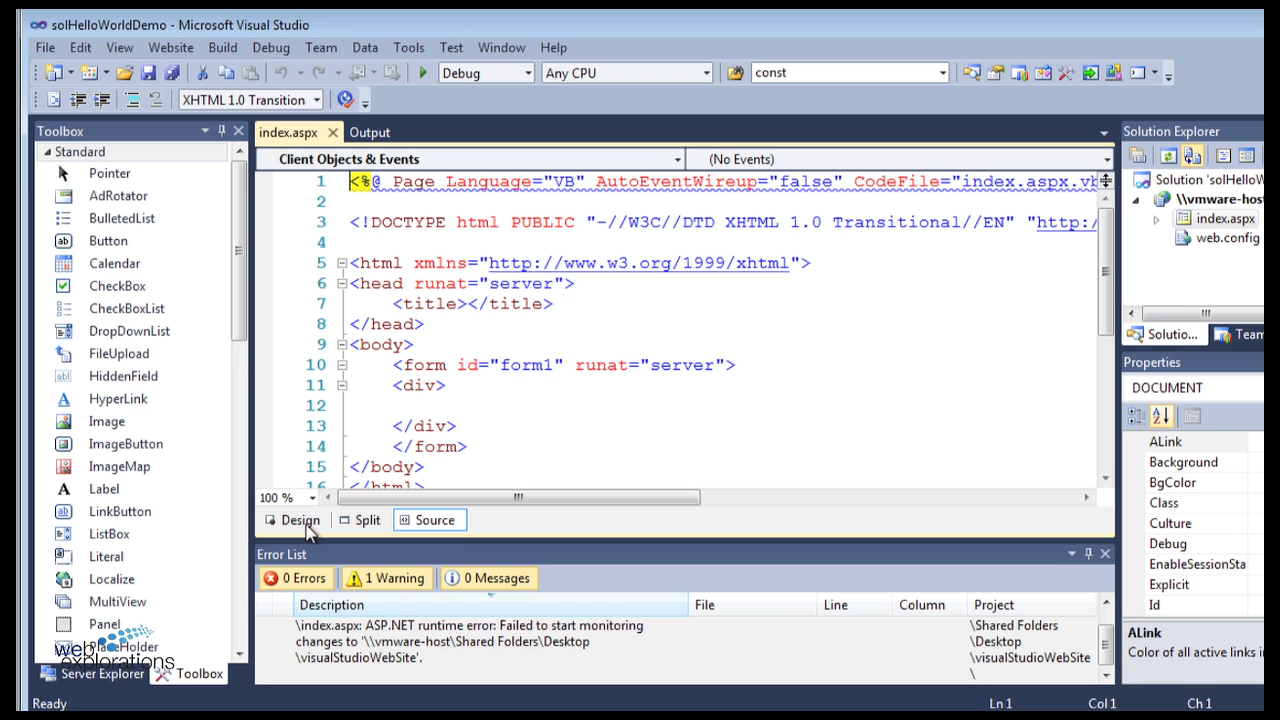 solHelloWorldDemo - Microsoft Visual Studio
File Edit View Website Build Debug Team Data Tools Test Window Help
Debug Any CPU const
XHTML 1.0 Transition
Toolbox
Standard
Pointer
AdRotator
BulletedList
Button
Calendar
CheckBox
CheckBoxList
DropDownList
FileUpload
HiddenField
HyperLink
Image
ImageButton
ImageMap
Label
LinkButton
ListBox
Literal
Localize
MultiView
Panel
PlaceHolder
web explorations
Server Explorer Toolbox
index.aspx Output
Client Objects & Events (No Events)
1 <%@ Page Language="VB" AutoEventWireup="false" CodeFile="index.aspx.vb
2
3 <!DOCTYPE html PUBLIC "-//W3C//DTD XHTML 1.0 Transitional//EN" "http:/
4
5 <html xmlns="http://www.w3.org/1999/xhtml">
6 <head runat="server">
7 <title></title>
8 </head>
9 <body>
10 <form id="form1" runat="server">
11 <div>
12
13 </div>
14 </form>
15 </body>
16 </html>
100 %
Design Split Source
Error List
0 Errors 1 Warning 0 Messages
Description File Line Column Project
\index.aspx: ASP.NET runtime error: Failed to start monitoring \Shared Folders
changes to '\\vmware-host\Shared Folders\Desktop \Desktop
\visualStudioWebSite'. \visualStudioWebSite
\
Solution Explorer
Solution 'solHelloW
\\vmware-hos
index.aspx
web.config
Solutio... Team
Properties
DOCUMENT
ALink
Background
BgColor
Class
Culture
Debug
EnableSessionSta
Explicit
Id
ALink
Color of all active links in
Ready Ln 1 Col 1 Ch 1